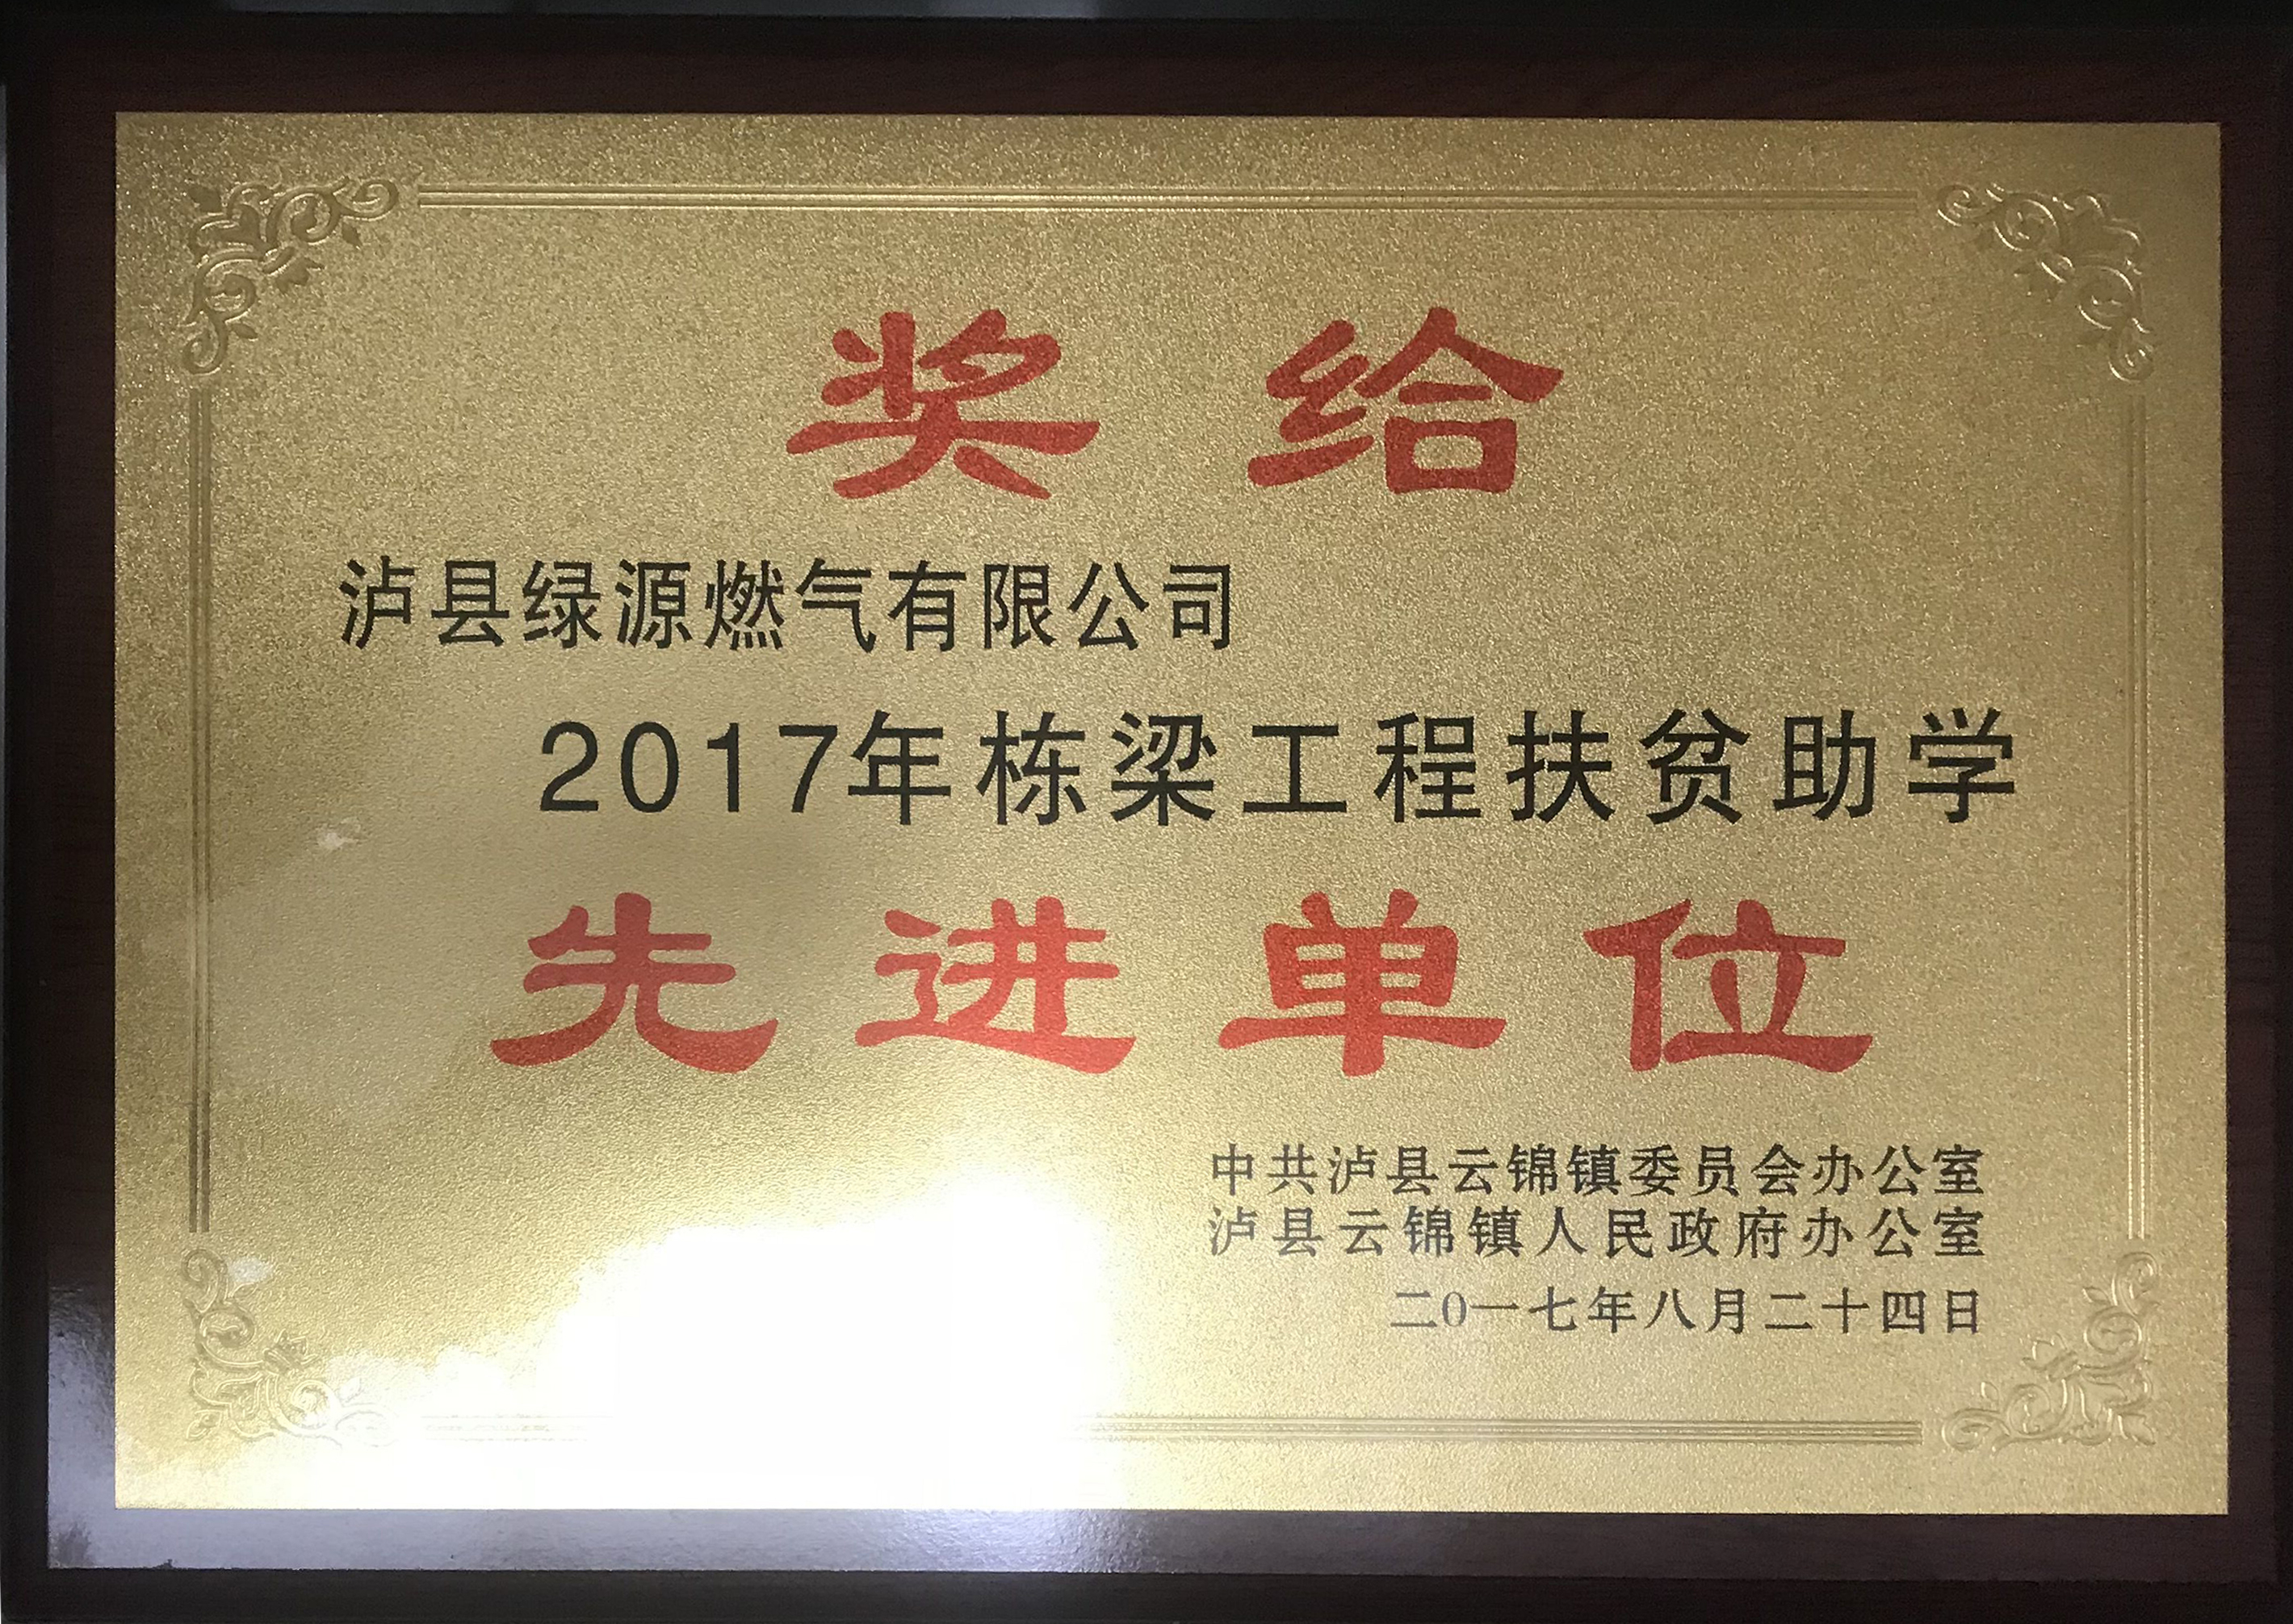 奖给
泸县绿源燃气有限公司
2017年栋梁工程扶贫助学
先进单位
中共泸县云锦镇委员会办公室
泸县云锦镇人民政府办公室
二0一七年八月二十四日